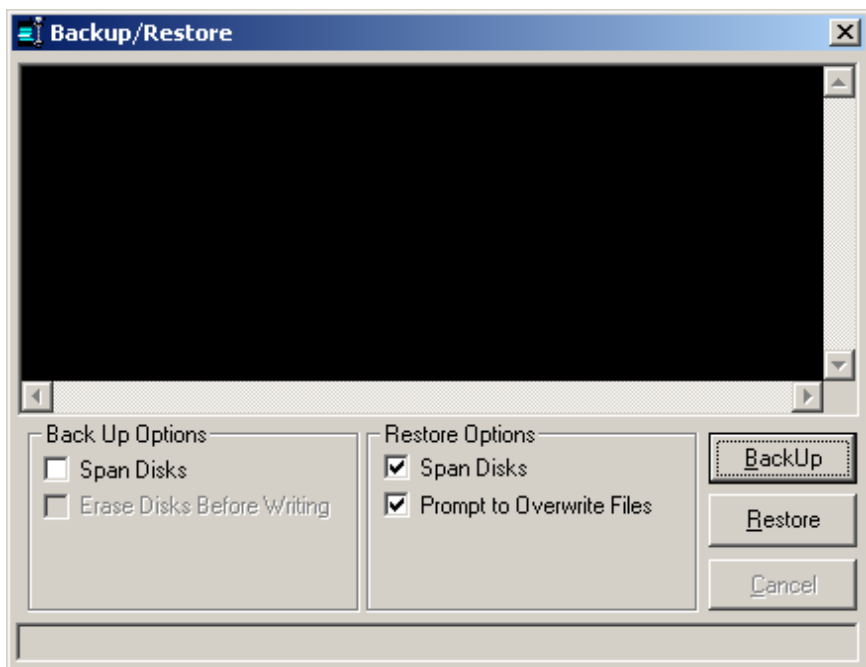 Backup/Restore
Back Up Options
Span Disks
Erase Disks Before Writing
Restore Options
Span Disks
Prompt to Overwrite Files
BackUp
Restore
Cancel